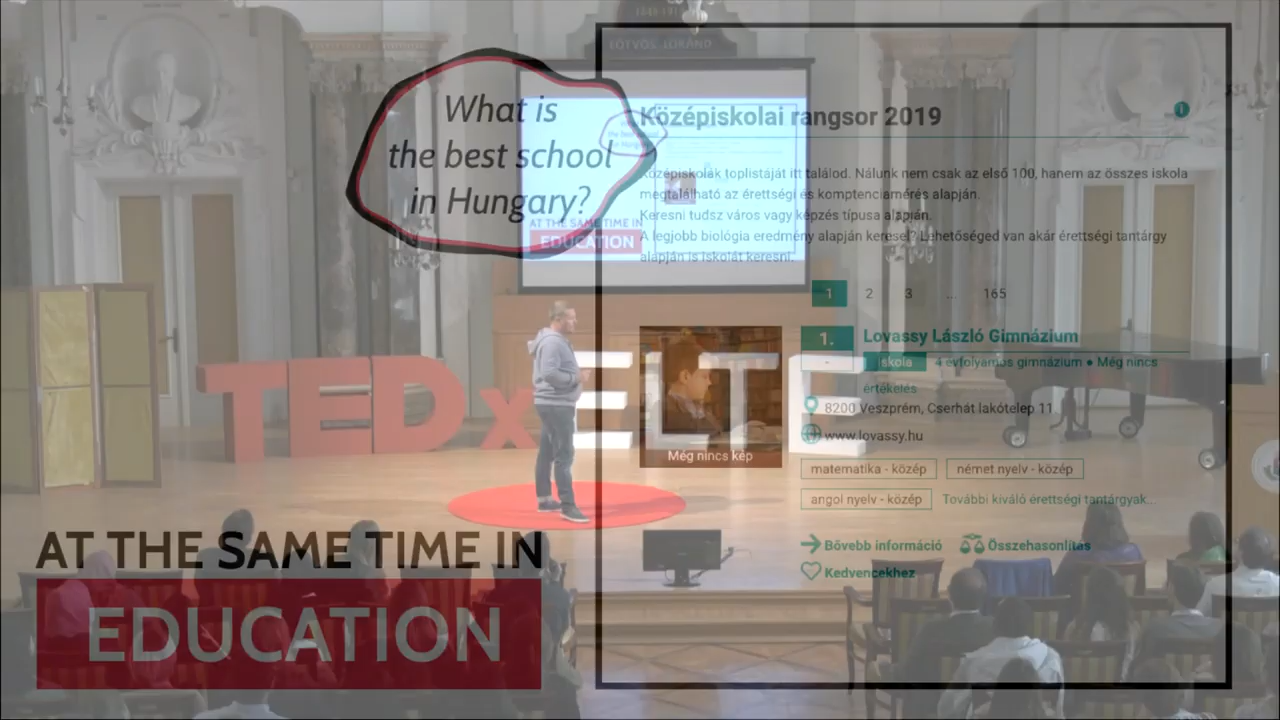 EÖTVÖS LORÁND
What is
the best school
in Hungary?
Középiskolai rangsor 2019
Középiskolák toplistáját itt találod. Nálunk nem csak az első 100, hanem az összes iskola
megtalálható az érettségi és komptenciamérés alapján.
Keresni tudsz város vagy képzés típusa alapján.
A legjobb biológia eredmény alapján keresel? Lehetőséged van akár érettségi tantárgy
alapján is iskolát keresni.
1 2 3 ... 165
1. Lovassy László Gimnázium
- iskola 4 évfolyamos gimnázium ● Még nincs
értékelés
8200 Veszprém, Cserhát lakótelep 11
www.lovassy.hu
Még nincs kép
matematika - közép német nyelv - közép
angol nyelv - közép További kiváló érettségi tantárgyak...
Bővebb információ Összehasonlítás
Kedvencekhez
AT THE SAME TIME IN
EDUCATION
TEDxELTE
AT THE SAME TIME IN
EDUCATION